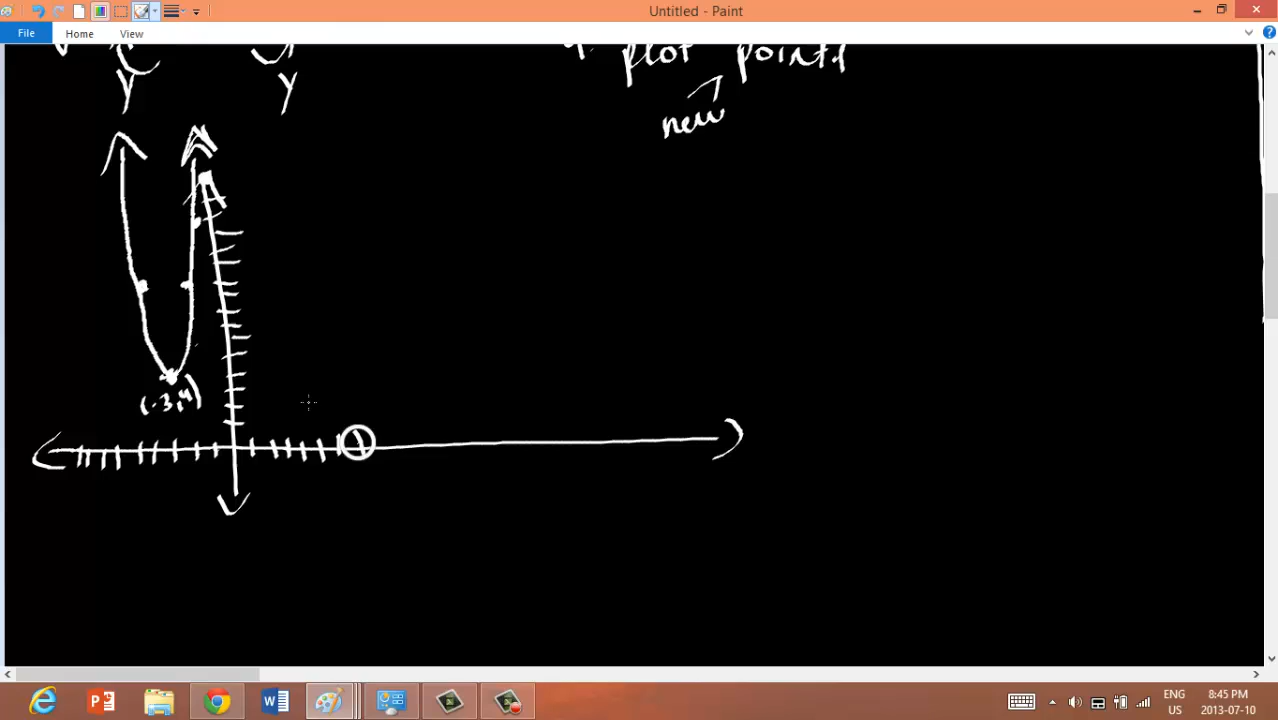 Untitled - Paint
File Home View
plot points
new
y y
(-3,4)
ENG 8:45 PM
US 2013-07-10